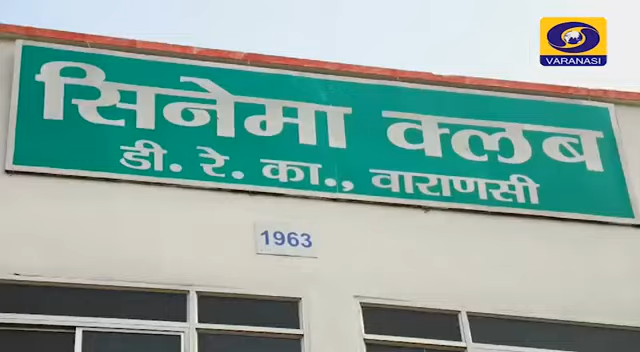 सिनेमा क्लब
डी. रे. का., वाराणसी
1963
VARANASI